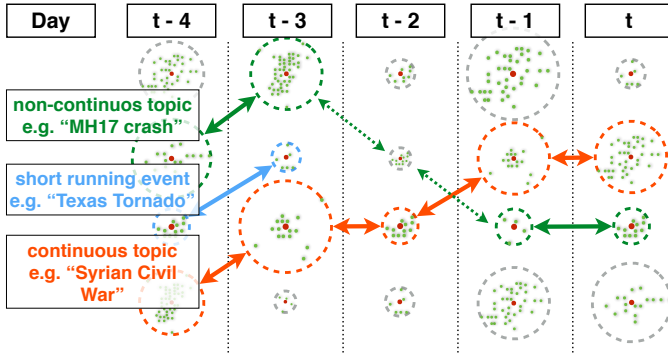 Day
t - 4
t - 3
t - 2
t - 1
t
non-continuos topic
e.g. “MH17 crash”
short running event
e.g. “Texas Tornado”
continuous topic
e.g. “Syrian Civil
War”